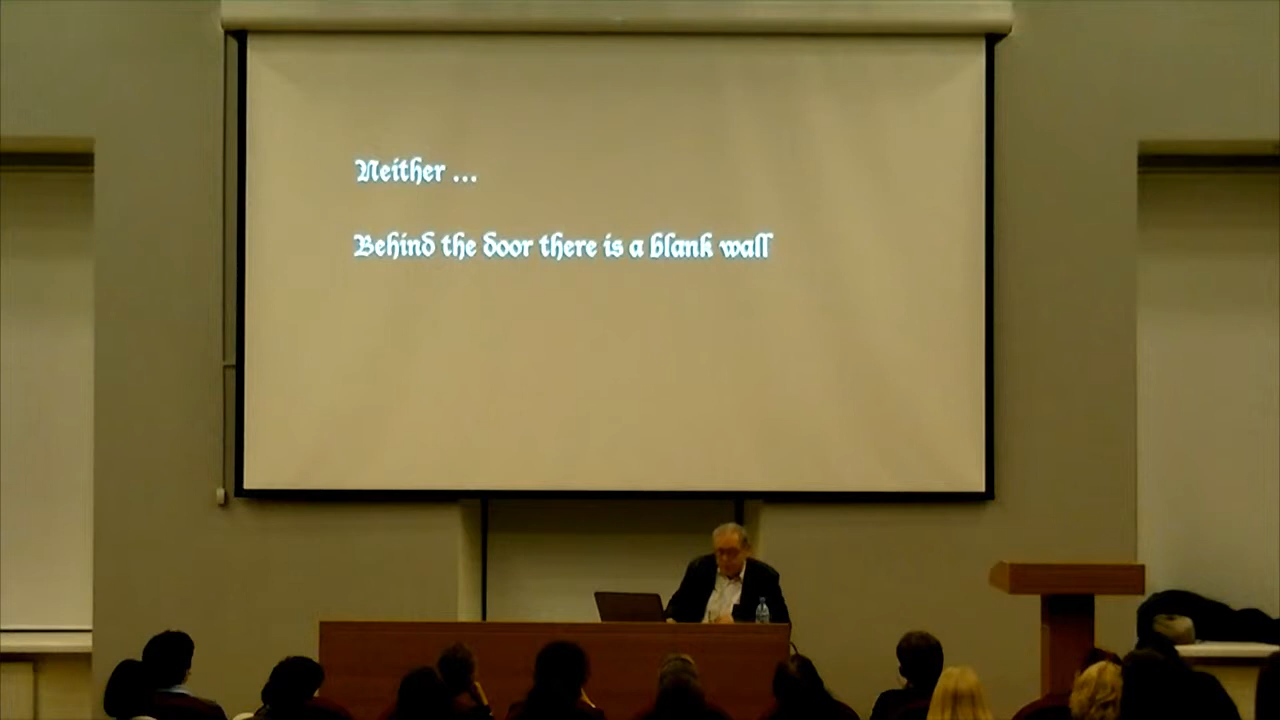 Neither ...
Behind the door there is a blank wall